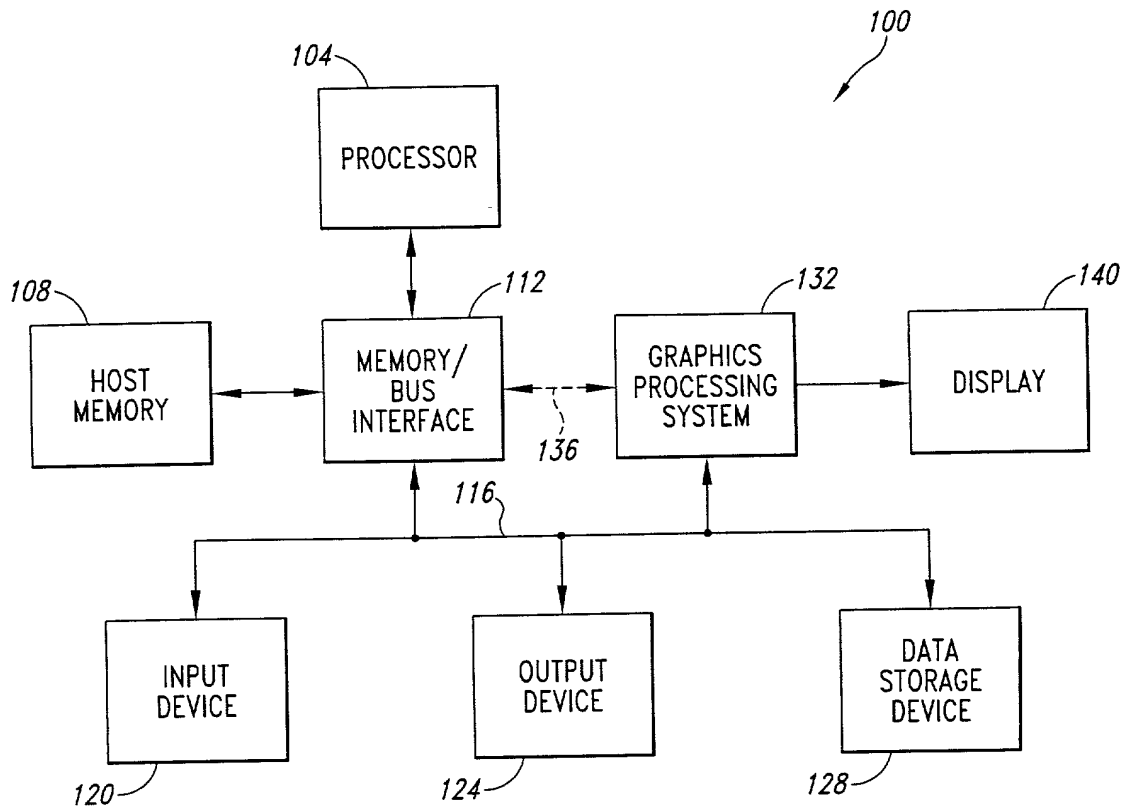 100
104
PROCESSOR
108
112
132
140
HOST
MEMORY
MEMORY/
BUS
INTERFACE
136
GRAPHICS
PROCESSING
SYSTEM
DISPLAY
116
INPUT
DEVICE
OUTPUT
DEVICE
DATA
STORAGE
DEVICE
120
124
128